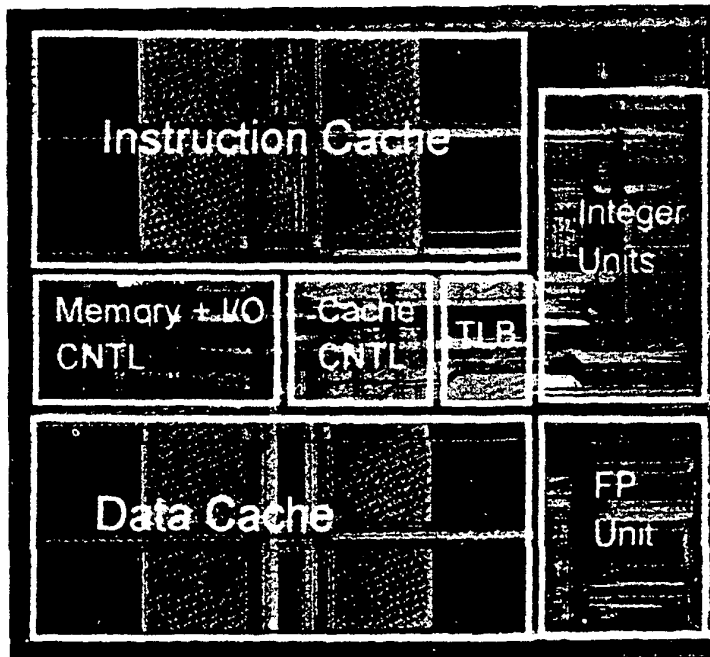 Instruction Cache
Integer
Units
Memory + I/O
CNTL
Cache
CNTL
TLB
Data Cache
FP
Unit